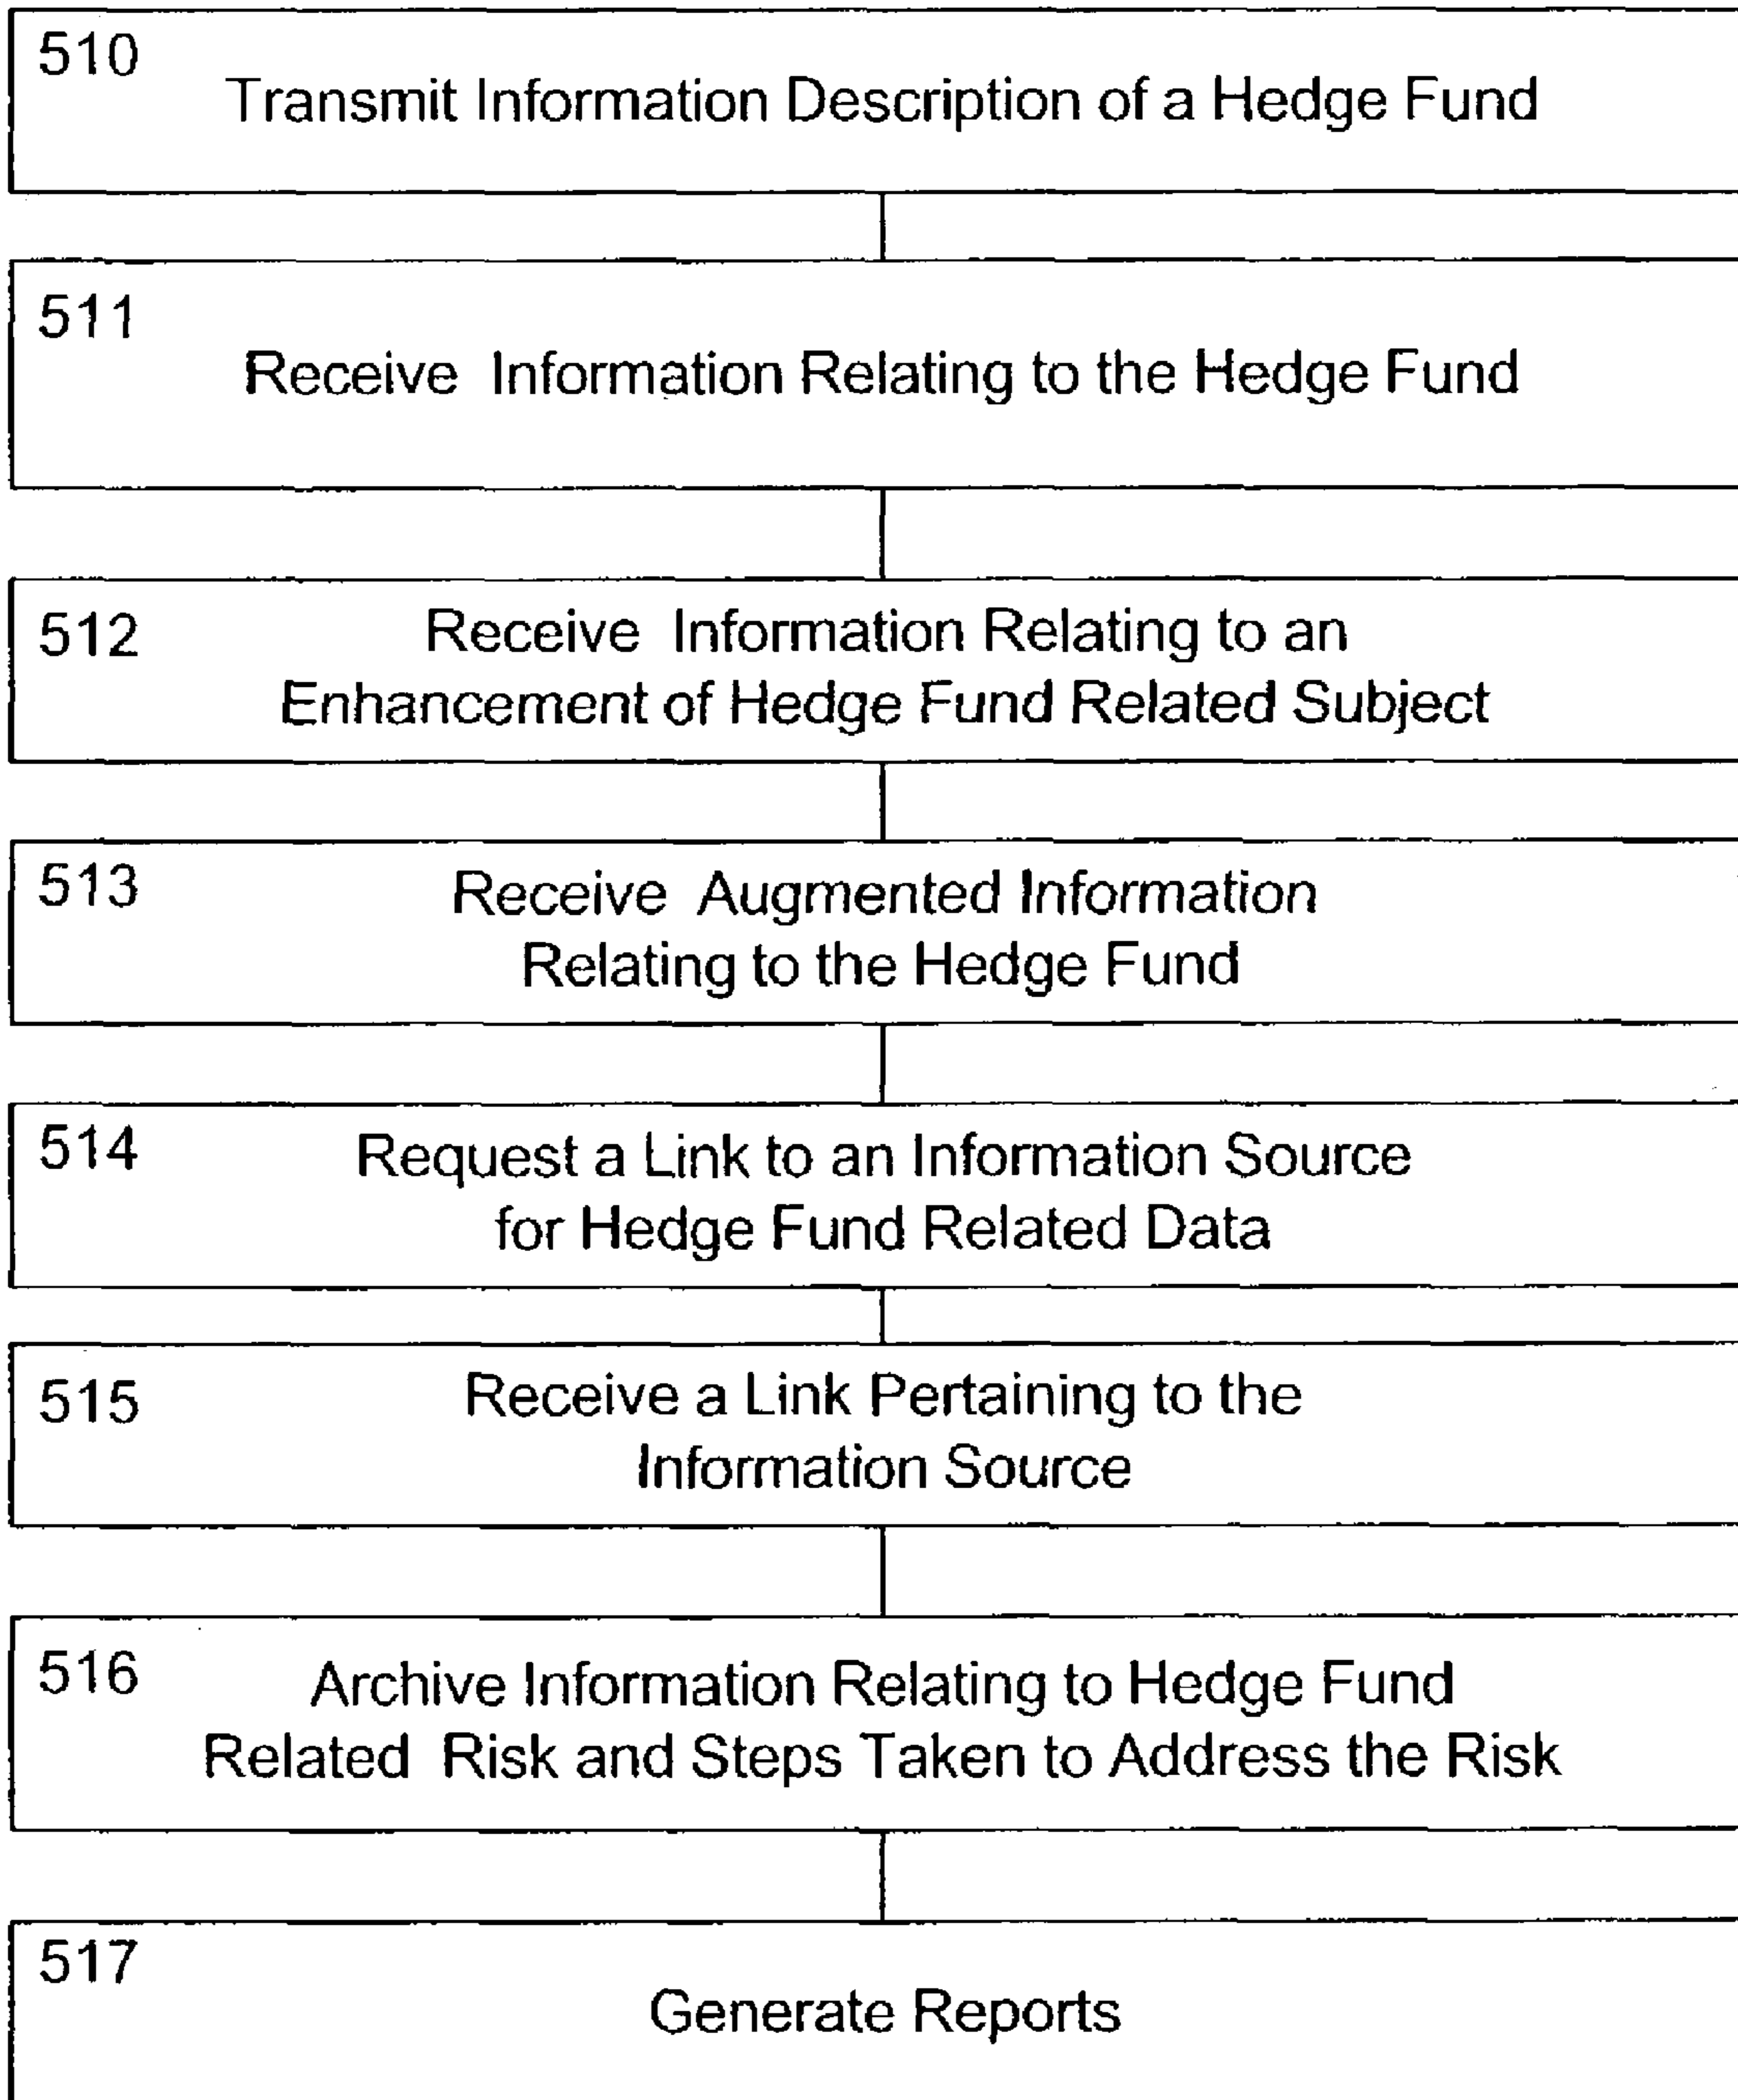 510
Transmit Information Description of a Hedge Fund
511
Receive Information Relating to the Hedge Fund
512
Receive Information Relating to an
Enhancement of Hedge Fund Related Subject
513
Receive Augmented Information
Relating to the Hedge Fund
514
Request a Link to an Information Source
for Hedge Fund Related Data
515
Receive a Link Pertaining to the
Information Source
516
Archive Information Relating to Hedge Fund
Related Risk and Steps Taken to Address the Risk
517
Generate Reports